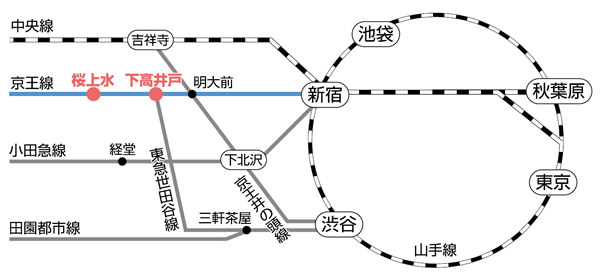 中央線
吉祥寺
池袋
京王線
桜上水
下高井戸
明大前
新宿
秋葉原
小田急線
経堂
下北沢
東急世田谷線
京王井の頭線
東京
田園都市線
三軒茶屋
渋谷
山手線